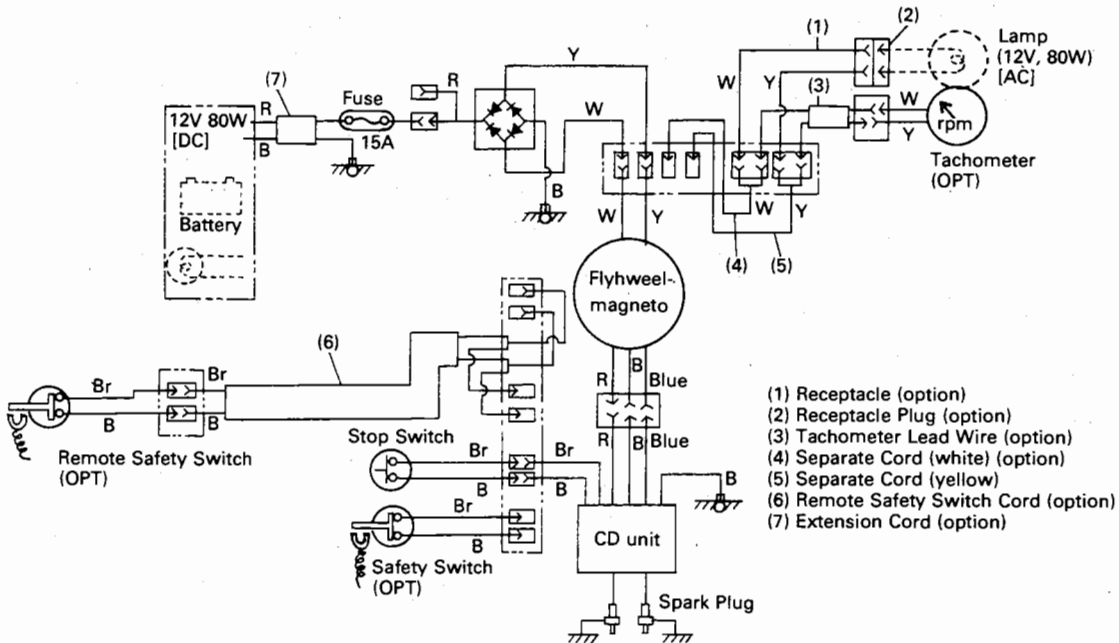 (1)
(2)
Lamp
(12V, 80W)
[AC]
Y
W
Y
(3)
W
Y
rpm
Tachometer
(OPT)
(7)
R
Fuse
R
12V 80W
[DC]
B
15A
W
B
Battery
W
Y
W
Y
(4)
(5)
Flyhweel-
magneto
(6)
Br
Br
B
B
Remote Safety Switch
(OPT)
R
B
Blue
R
B
Blue
Stop Switch
Br
Br
B
B
Br
B
Safety Switch
(OPT)
B
CD unit
Spark Plug
(1) Receptacle (option)
(2) Receptacle Plug (option)
(3) Tachometer Lead Wire (option)
(4) Separate Cord (white) (option)
(5) Separate Cord (yellow)
(6) Remote Safety Switch Cord (option)
(7) Extension Cord (option)